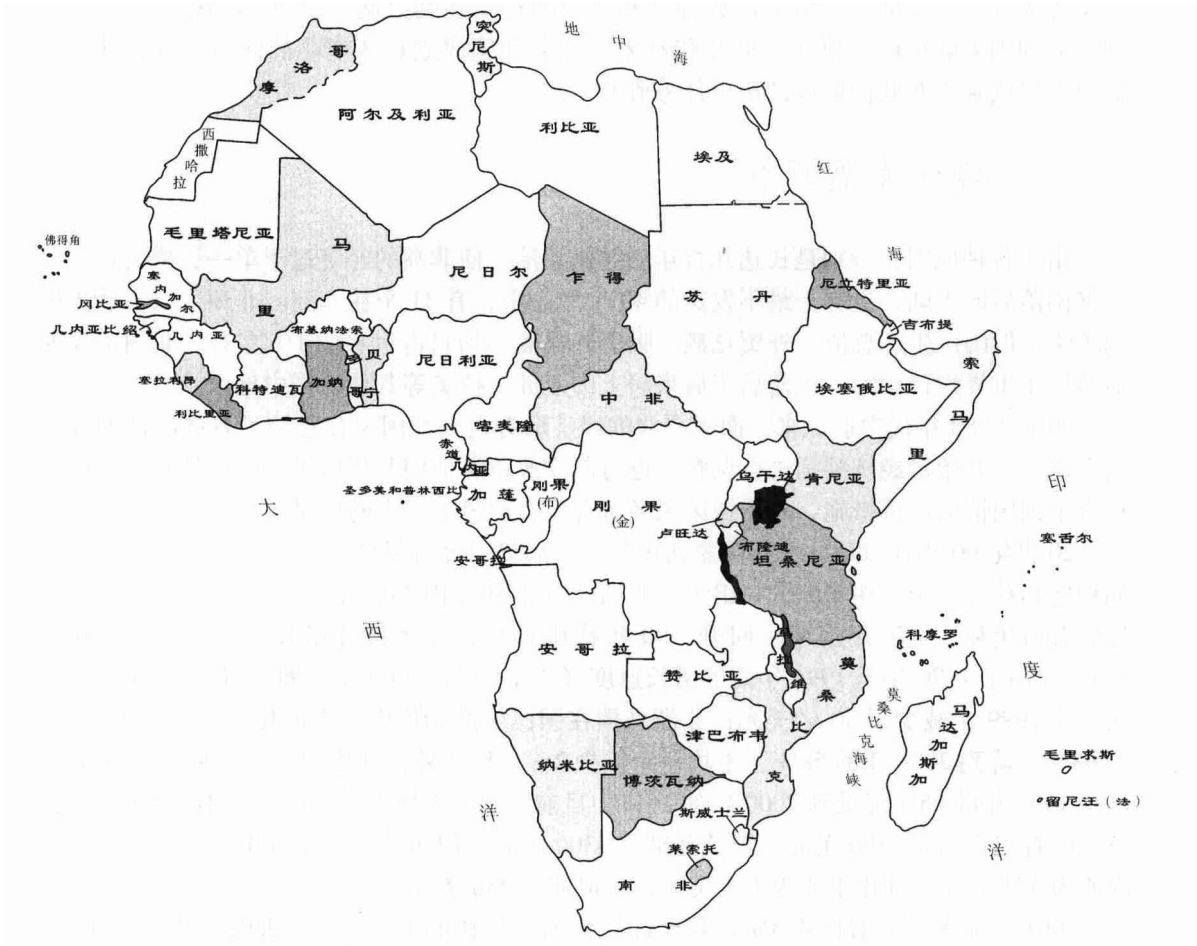 地中海
突尼斯
摩洛哥
阿尔及利亚
利比亚
埃及
西撒哈拉
红海
毛里塔尼亚
马里
佛得角
尼日尔
乍得
苏丹
厄立特里亚
塞内加尔
冈比亚
几内亚比绍
几内亚
布基纳法索
吉布提
多哥
贝宁
尼日利亚
索马里
埃塞俄比亚
塞拉利昂
科特迪瓦
加纳
利比里亚
中非
喀麦隆
赤道几内亚
乌干达
肯尼亚
圣多美和普林西比
加蓬
刚果
(布)
刚果
(金)
大西洋
印度洋
卢旺达
布隆迪
坦桑尼亚
塞舌尔
安哥拉
安哥拉
科摩罗
赞比亚
马拉维
莫桑比克
莫桑比克海峡
马达加斯加
津巴布韦
纳米比亚
博茨瓦纳
毛里求斯
留尼汪(法)
斯威士兰
莱索托
南非